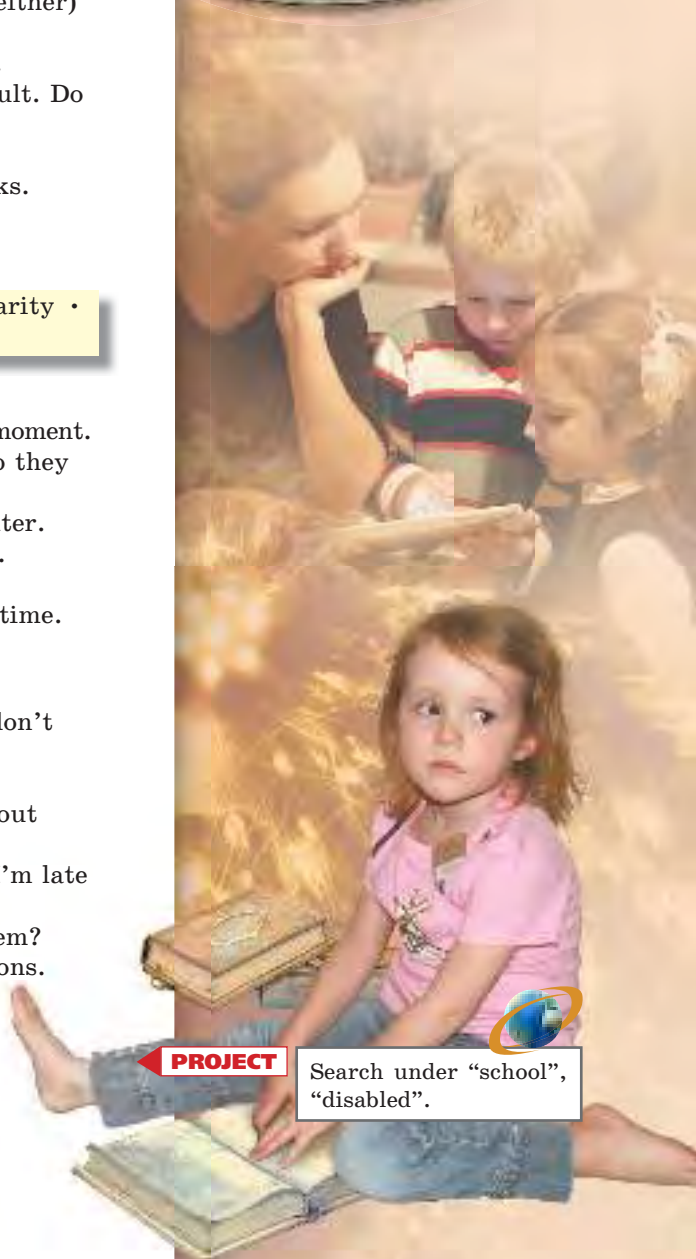 either)
ult. Do
ks.
arity ·
moment.
o they
ter.
.
time.
don't
out
'm late
em?
ons.
PROJECT
Search under “school”,
“disabled”.